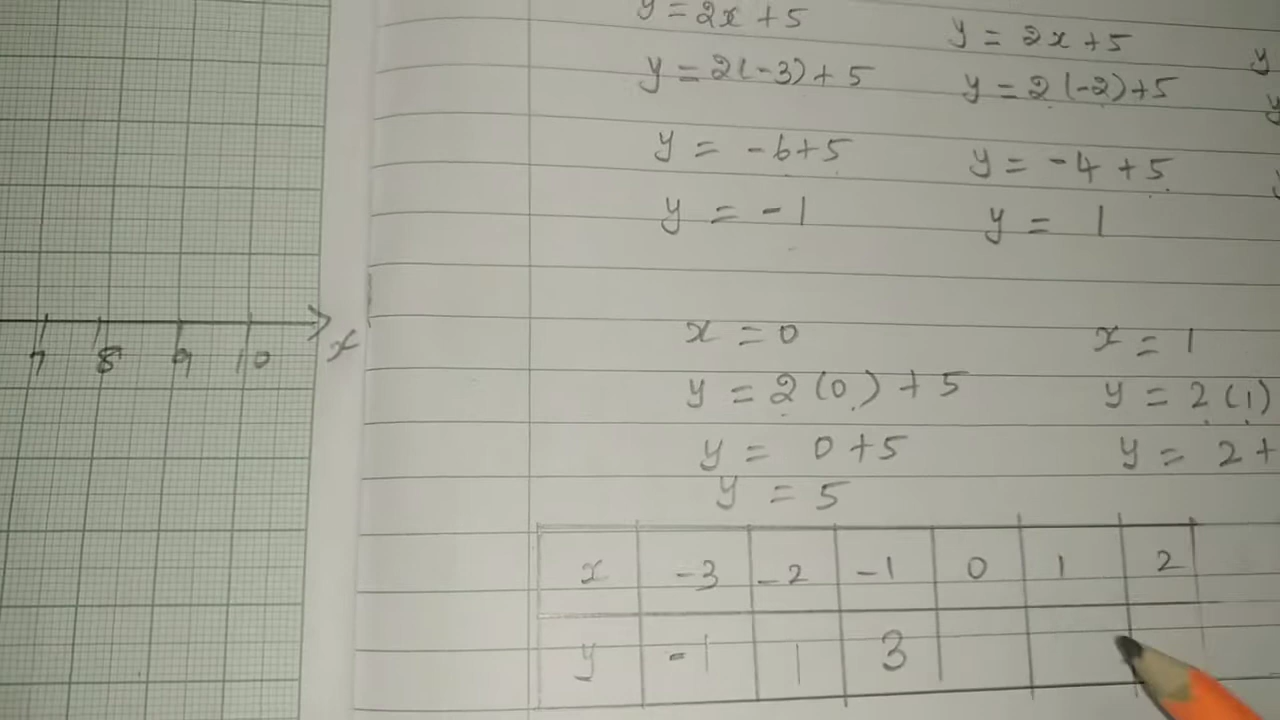 y = 2x + 5
y = 2(-3) + 5
y = -6+5
y = -1
y = 2x +5
y = 2(-2)+5
y = -4 + 5
y = 1
y
y
x
7 8 9 10
x = 0
y = 2 (0) + 5
y = 0 + 5
y = 5
x = 1
y = 2(1)
y = 2 +
x -3 -2 -1 0 1 2
y -1 1 3